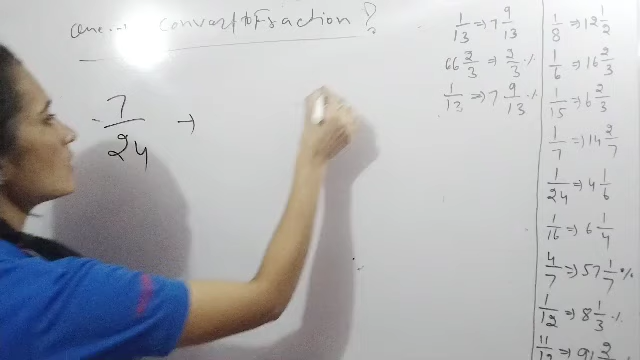 Convert to Fraction ?
7/24 →
1/13 ⇒ 7 9/13
66 2/3 ⇒ 2/3 %
1/13 ⇒ 7 9/13 %
1/8 ⇒ 12 1/2
1/6 ⇒ 16 2/3
1/15 ⇒ 6 2/3
1/7 ⇒ 14 2/7
1/24 ⇒ 4 1/6
1/16 ⇒ 6 1/4
4/7 ⇒ 57 1/7 %
1/12 ⇒ 8 1/3 %